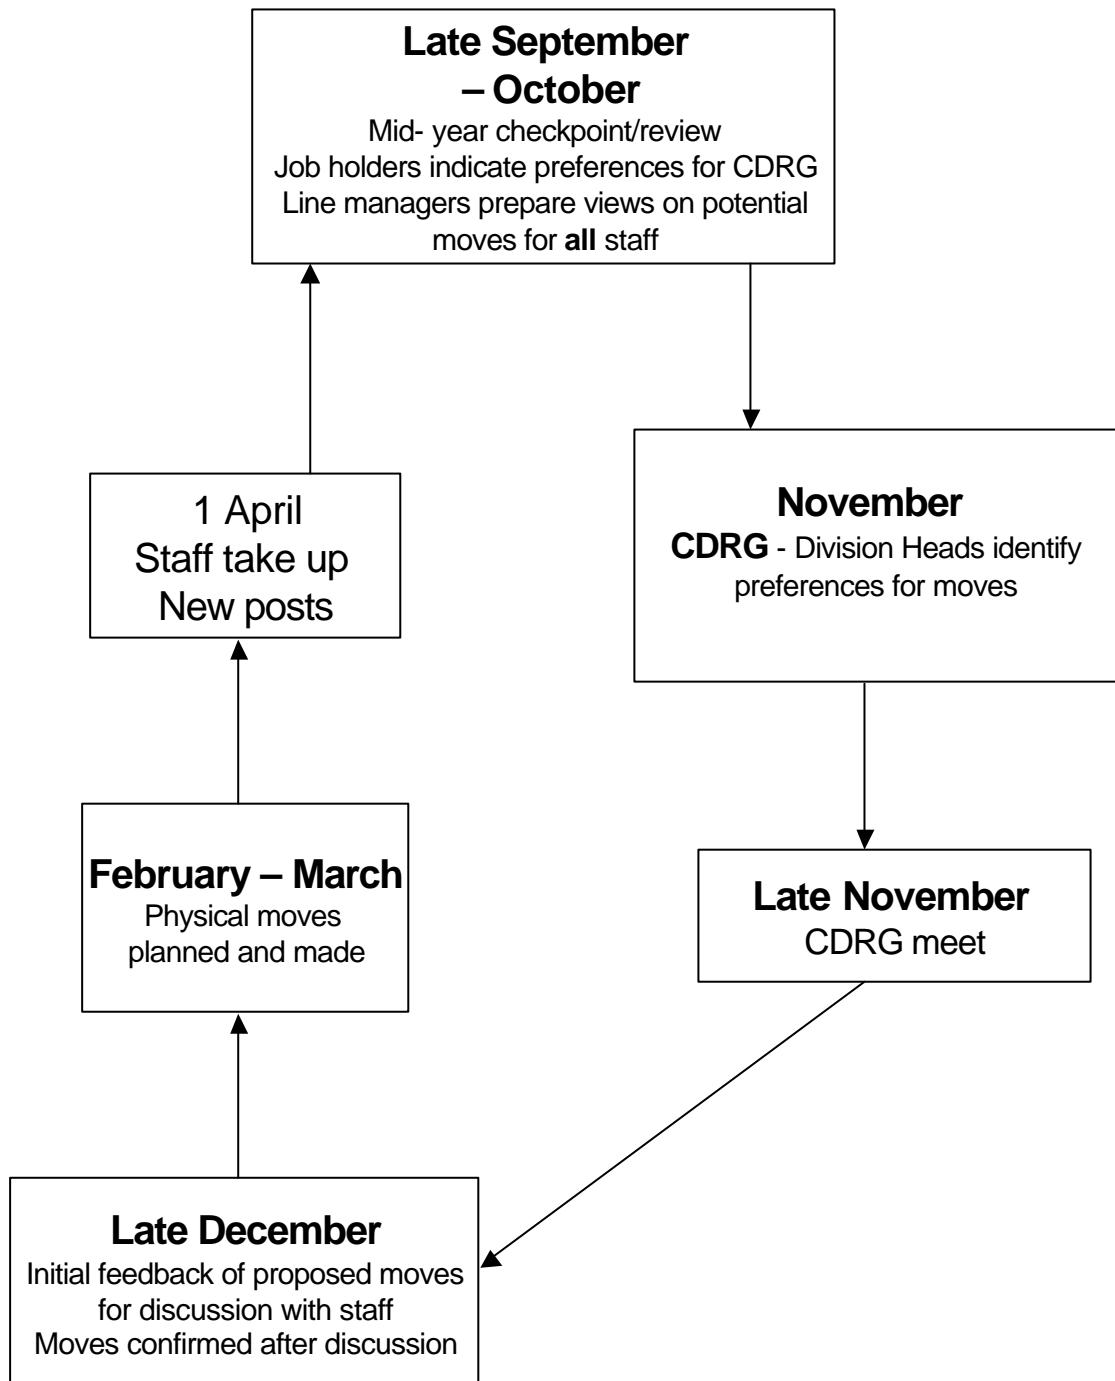 Late September
– October
Mid- year checkpoint/review
Job holders indicate preferences for CDRG
Line managers prepare views on potential
moves for all staff
November
CDRG - Division Heads identify
preferences for moves
Late November
CDRG meet
Late December
Initial feedback of proposed moves
for discussion with staff
Moves confirmed after discussion
February – March
Physical moves
planned and made
1 April
Staff take up
New posts